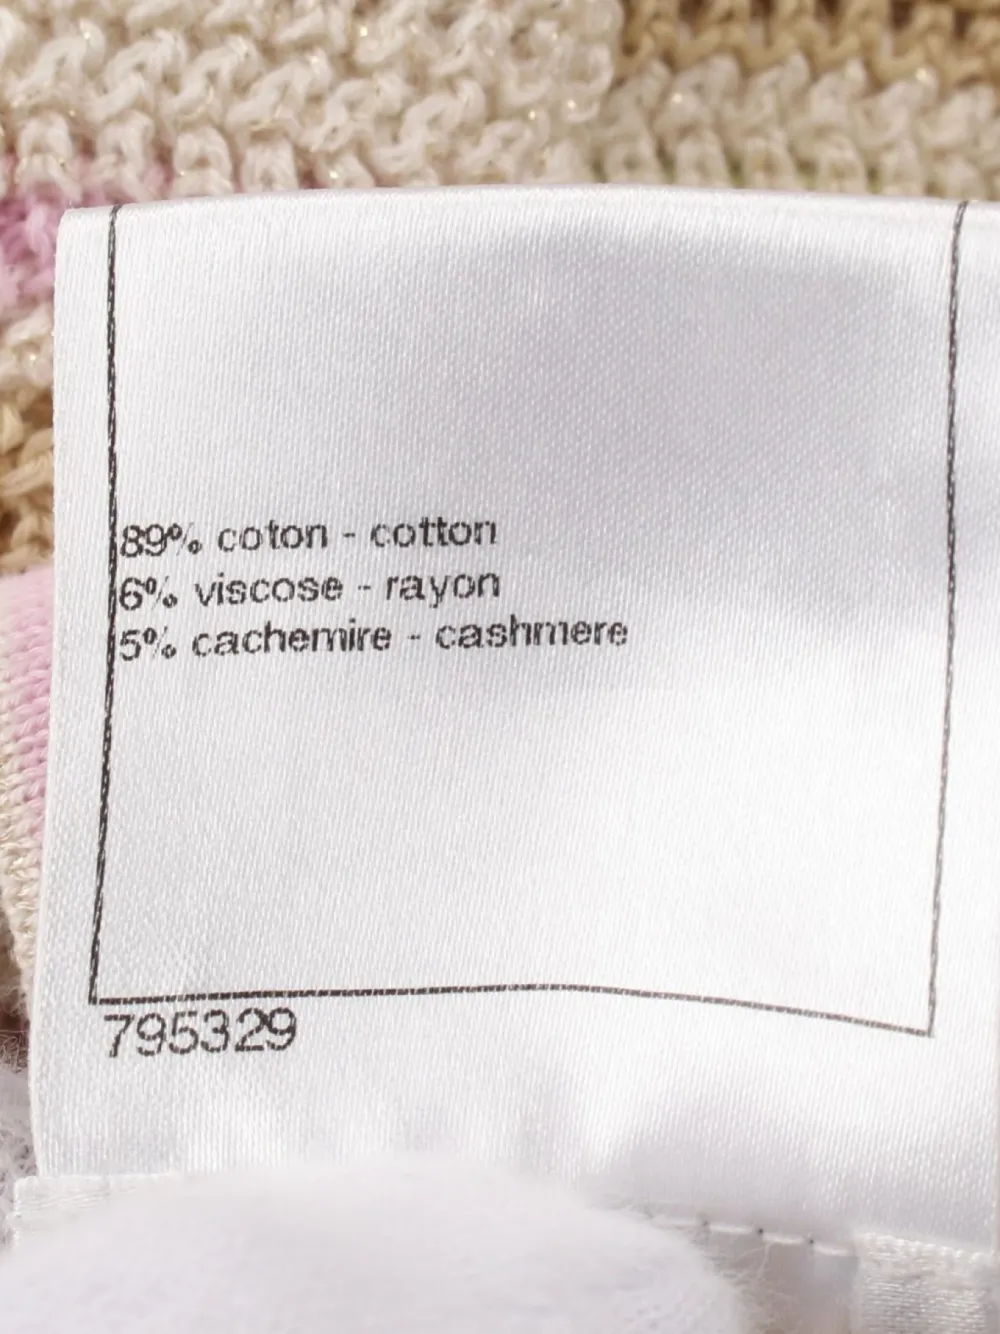 89% coton - cotton
6% viscose - rayon
5% cachemire - cashmere
795329